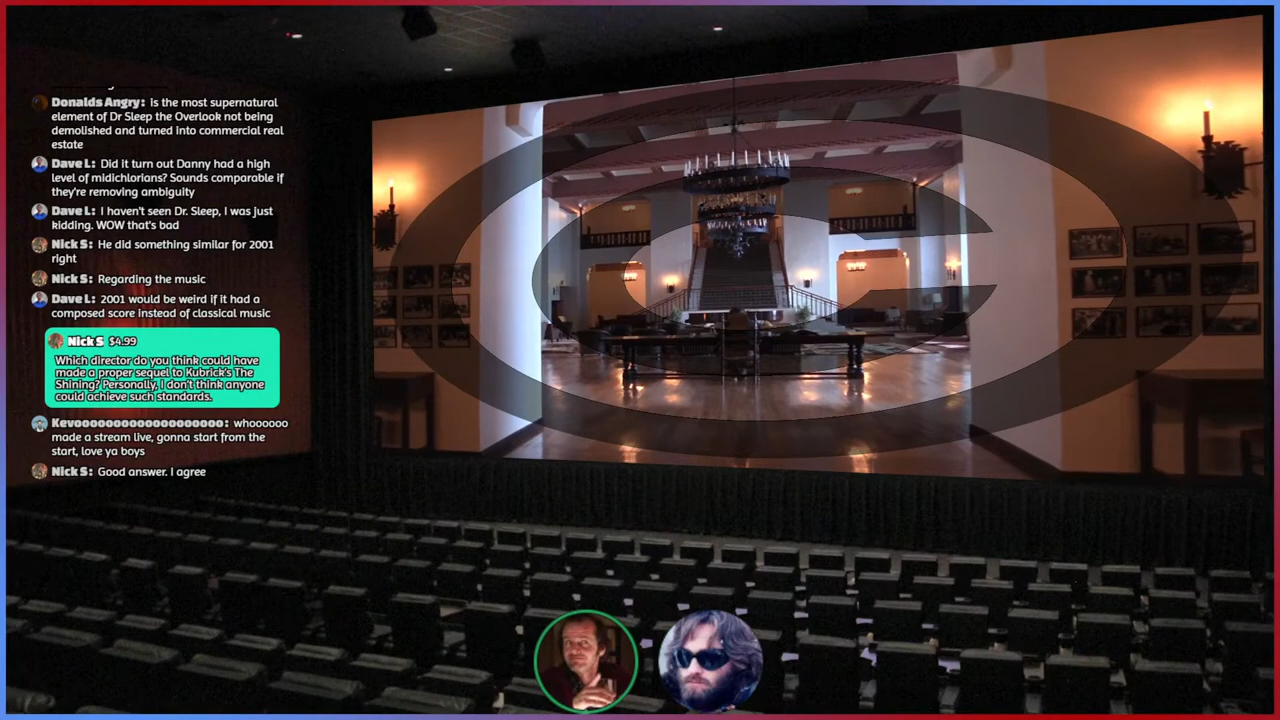 Donalds Angry: is the most supernatural
element of Dr Sleep the Overlook not being
demolished and turned into commercial real
estate
Dave L: Did it turn out Danny had a high
level of midichlorians? Sounds comparable if
they're removing ambiguity
Dave L: I haven't seen Dr. Sleep, I was just
kidding. WOW that's bad
Nick S: He did something similar for 2001
right
Nick S: Regarding the music
Dave L: 2001 would be weird if it had a
composed score instead of classical music
Nick S $4.99
Which director do you think could have
made a proper sequel to Kubrick's The
Shining? Personally, I don't think anyone
could achieve such standards.
Kevooooooooooooooooooo: whoooooo
made a stream live, gonna start from the
start, love ya boys
Nick S: Good answer. I agree